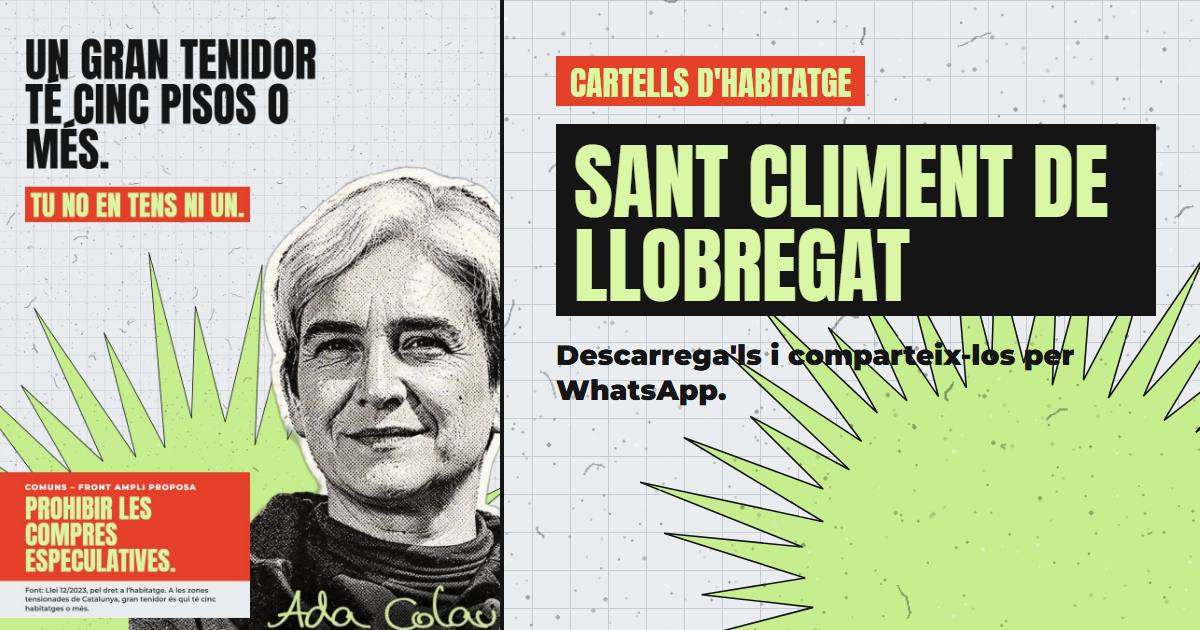 UN GRAN TENIDOR
TÉ CINC PISOS O
MÉS.
TU NO EN TENS NI UN.
COMUNS – FRONT AMPLI PROPOSA
PROHIBIR LES
COMPRES
ESPECULATIVES.
Font: Llei 12/2023, pel dret a l'habitatge. A les zones
tensionades de Catalunya, gran tenidor és qui té cinc
habitatges o més.
Ada Colau
CARTELLS D'HABITATGE
SANT CLIMENT DE
LLOBREGAT
Descarrega'ls i comparteix-los per
WhatsApp.